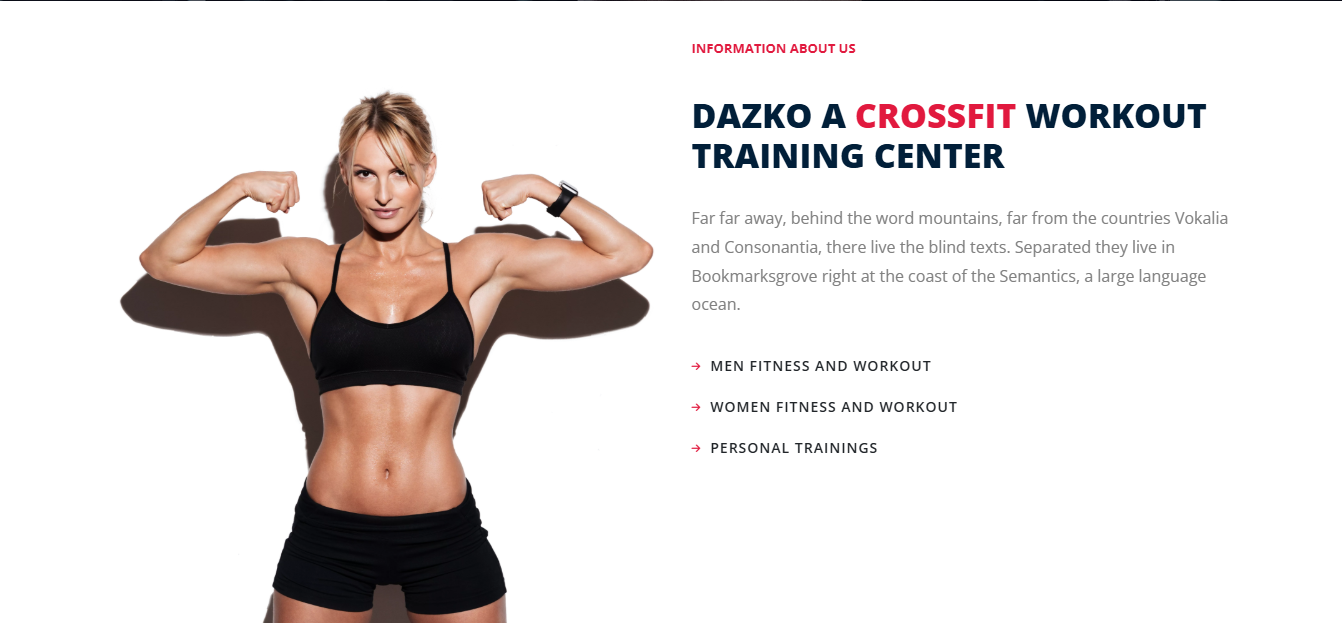 INFORMATION ABOUT US
DAZKO A CROSSFIT WORKOUT
TRAINING CENTER
Far far away, behind the word mountains, far from the countries Vokalia
and Consonantia, there live the blind texts. Separated they live in
Bookmarksgrove right at the coast of the Semantics, a large language
ocean.
MEN FITNESS AND WORKOUT
WOMEN FITNESS AND WORKOUT
PERSONAL TRAININGS